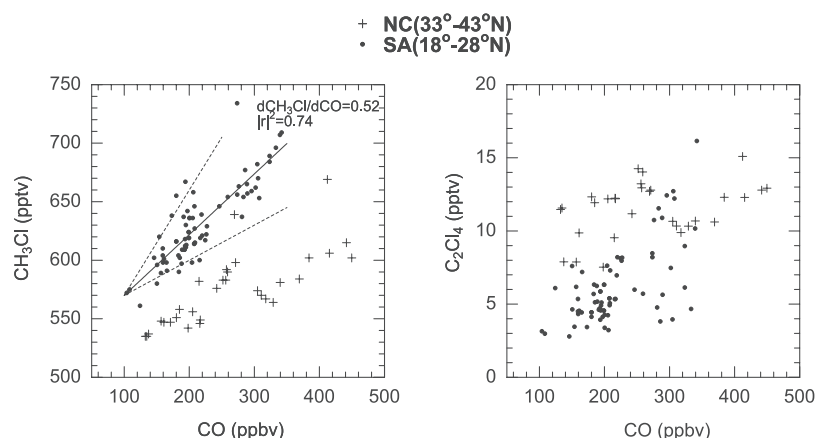 + NC(33°-43°N)
• SA(18°-28°N)
750
700
650
600
550
500
CH₃Cl (pptv)
dCH₃Cl/dCO=0.52
|r|²=0.74
100 200 300 400 500
CO (ppbv)
20
15
10
5
0
C₂Cl₄ (pptv)
100 200 300 400 500
CO (ppbv)